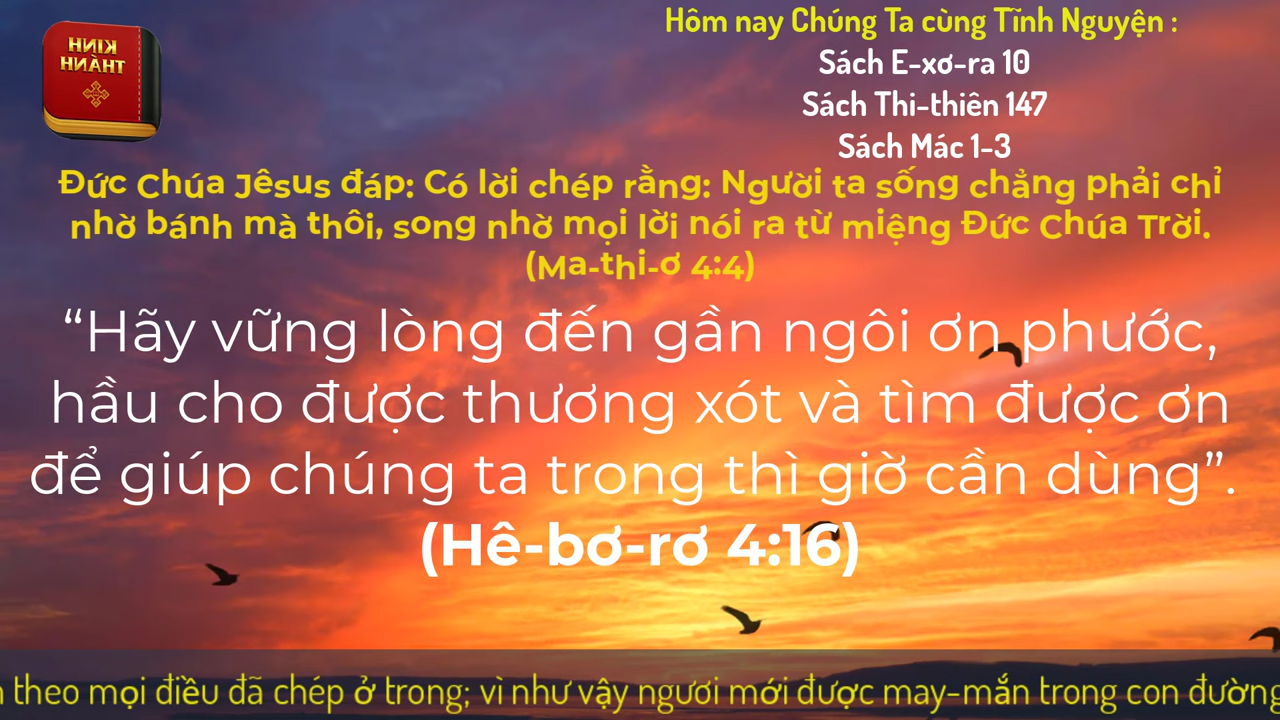 KINH
THÁNH
Hôm nay Chúng Ta cùng Tĩnh Nguyện :
Sách E-xơ-ra 10
Sách Thi-thiên 147
Sách Mác 1-3
Đức Chúa Jêsus đáp: Có lời chép rằng: Người ta sống chẳng phải chỉ
nhờ bánh mà thôi, song nhờ mọi lời nói ra từ miệng Đức Chúa Trời.
(Ma-thi-ơ 4:4)
“Hãy vững lòng đến gần ngôi ơn phước,
hầu cho được thương xót và tìm được ơn
để giúp chúng ta trong thì giờ cần dùng”.
(Hê-bơ-rơ 4:16)
theo mọi điều đã chép ở trong; vì như vậy ngươi mới được may-mắn trong con đường